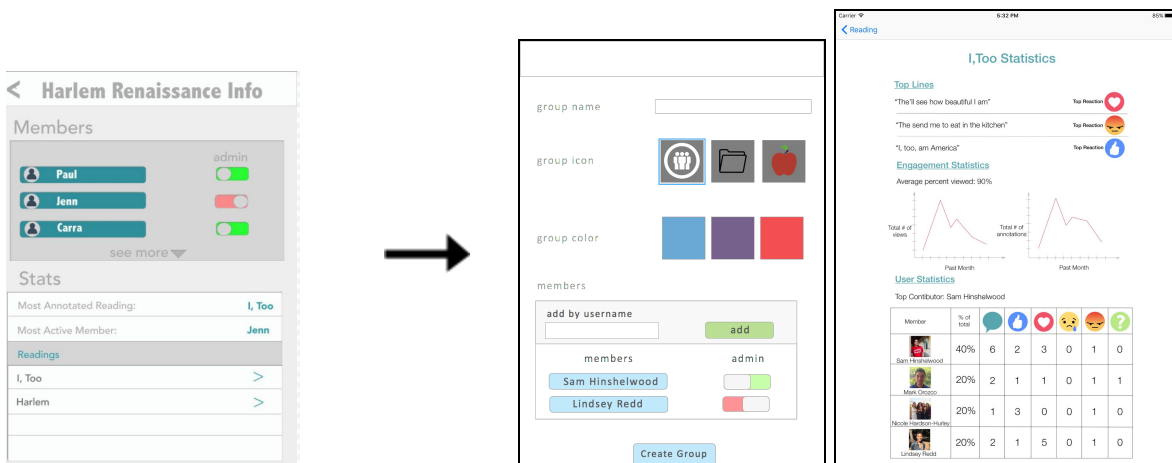 < Harlem Renaissance Info
Members
admin
Paul
Jenn
Carra
see more
Stats
Most Annotated Reading: I, Too
Most Active Member: Jenn
Readings
I, Too >
Harlem >
group name
group icon
group color
members
add by username
add
members admin
Sam Hinshelwood
Lindsey Redd
Create Group
Carrier 5:32 PM 85%
Reading
I,Too Statistics
Top Lines
"The'll see how beautiful I am" Top Reaction
"The send me to eat in the kitchen" Top Reaction
"I, too, am America" Top Reaction
Engagement Statistics
Average percent viewed: 90%
Total # of
views
Past Month
Total # of
annotations
Past Month
User Statistics
Top Contibutor: Sam Hinshelwood
Member % of
total ?
Sam Hinshelwood 40% 6 2 3 0 1 0
Mark Orozco 20% 2 1 1 0 1 1
Nicole Hardson-Hurley 20% 1 3 0 0 1 0
Lindsey Redd 20% 2 1 5 0 1 0